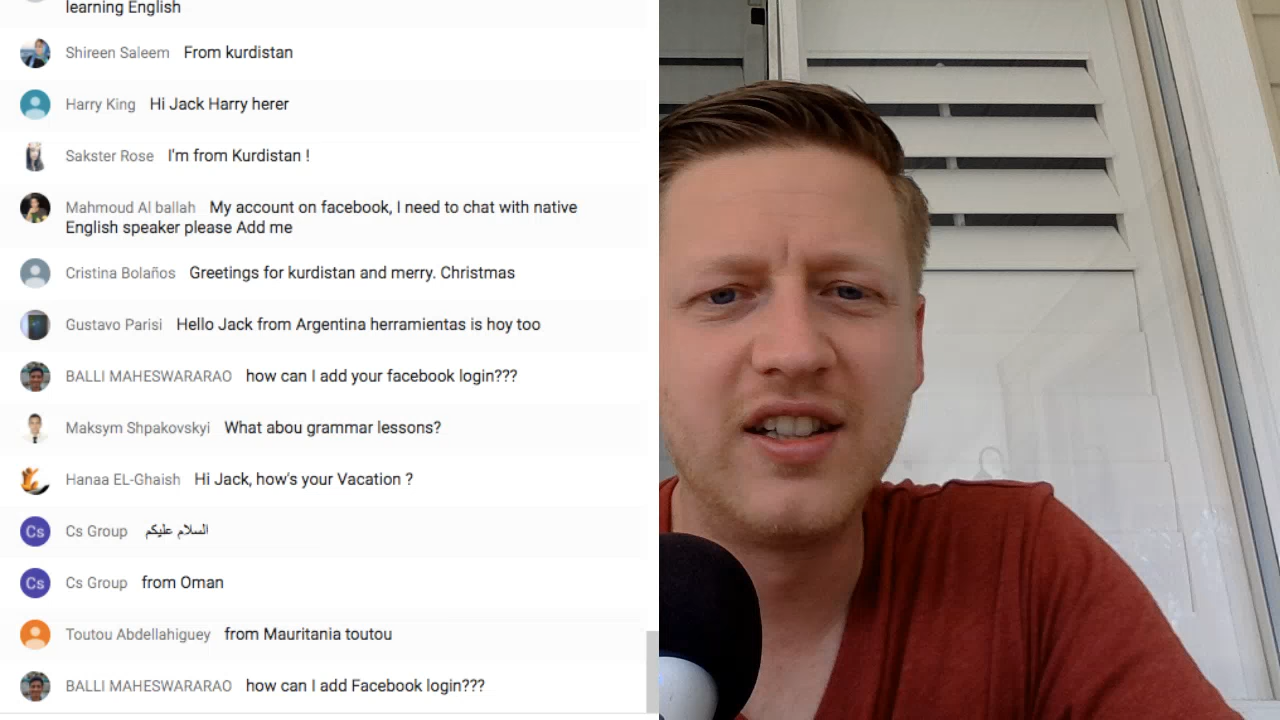 learning English
Shireen Saleem From kurdistan
Harry King Hi Jack Harry herer
Sakster Rose I'm from Kurdistan !
Mahmoud Al ballah My account on facebook, I need to chat with native
English speaker please Add me
Cristina Bolaños Greetings for kurdistan and merry. Christmas
Gustavo Parisi Hello Jack from Argentina herramientas is hoy too
BALLI MAHESWARARAO how can I add your facebook login???
Maksym Shpakovskyi What abou grammar lessons?
Hanaa EL-Ghaish Hi Jack, how's your Vacation ?
Cs Cs Group السلام عليكم
Cs Cs Group from Oman
Toutou Abdellahiguey from Mauritania toutou
BALLI MAHESWARARAO how can I add Facebook login???